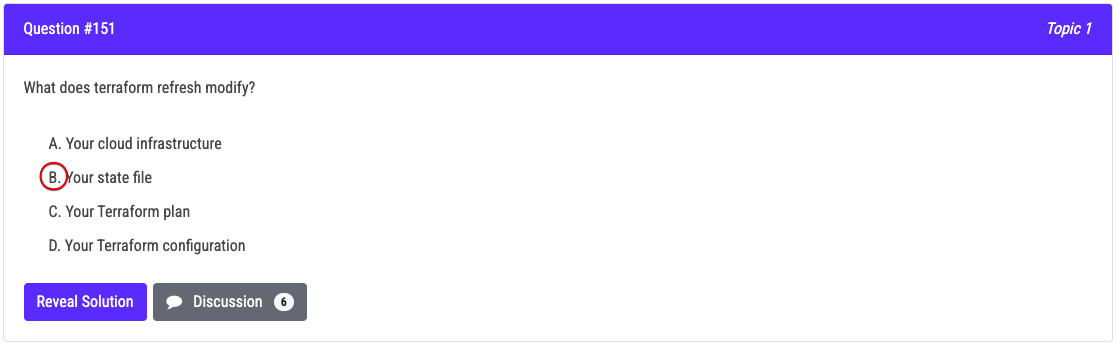 Question #151 Topic 1
What does terraform refresh modify?
A. Your cloud infrastructure
B. Your state file
C. Your Terraform plan
D. Your Terraform configuration
Reveal Solution Discussion 6